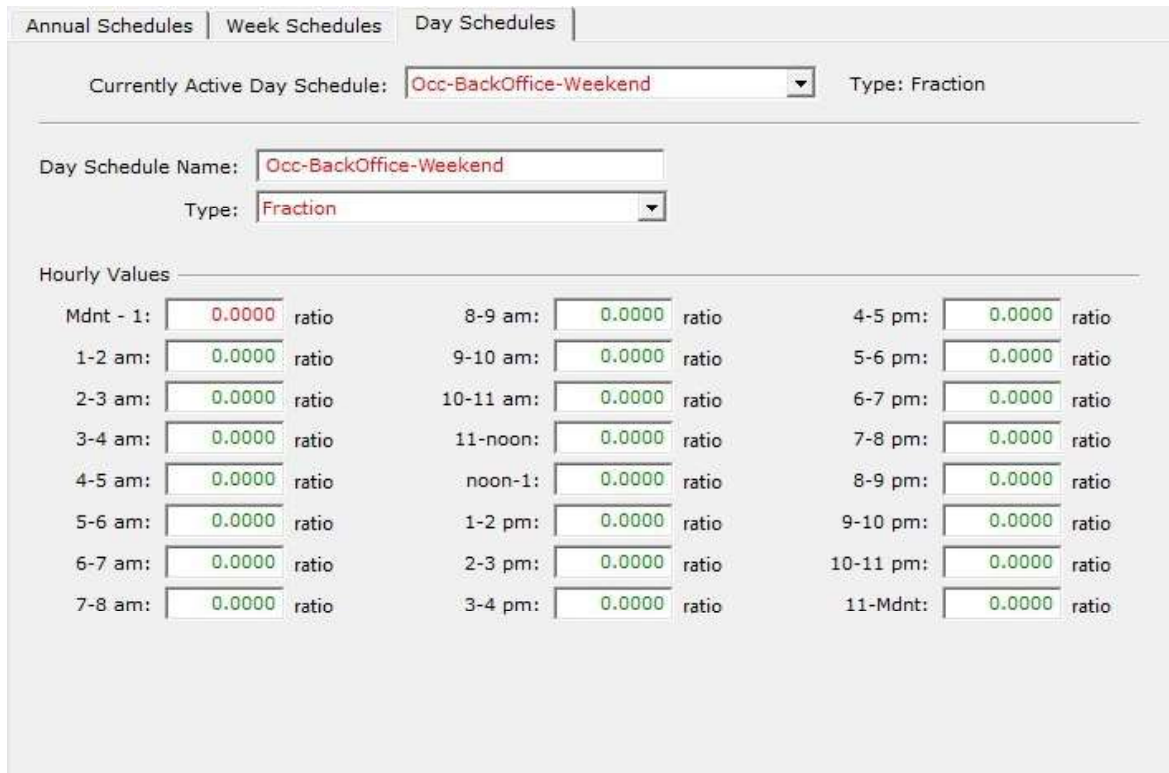 Annual Schedules Week Schedules Day Schedules
Currently Active Day Schedule: Occ-BackOffice-Weekend Type: Fraction
Day Schedule Name: Occ-BackOffice-Weekend
Type: Fraction
Hourly Values
Mdnt - 1: 0.0000 ratio 8-9 am: 0.0000 ratio 4-5 pm: 0.0000 ratio
1-2 am: 0.0000 ratio 9-10 am: 0.0000 ratio 5-6 pm: 0.0000 ratio
2-3 am: 0.0000 ratio 10-11 am: 0.0000 ratio 6-7 pm: 0.0000 ratio
3-4 am: 0.0000 ratio 11-noon: 0.0000 ratio 7-8 pm: 0.0000 ratio
4-5 am: 0.0000 ratio noon-1: 0.0000 ratio 8-9 pm: 0.0000 ratio
5-6 am: 0.0000 ratio 1-2 pm: 0.0000 ratio 9-10 pm: 0.0000 ratio
6-7 am: 0.0000 ratio 2-3 pm: 0.0000 ratio 10-11 pm: 0.0000 ratio
7-8 am: 0.0000 ratio 3-4 pm: 0.0000 ratio 11-Mdnt: 0.0000 ratio